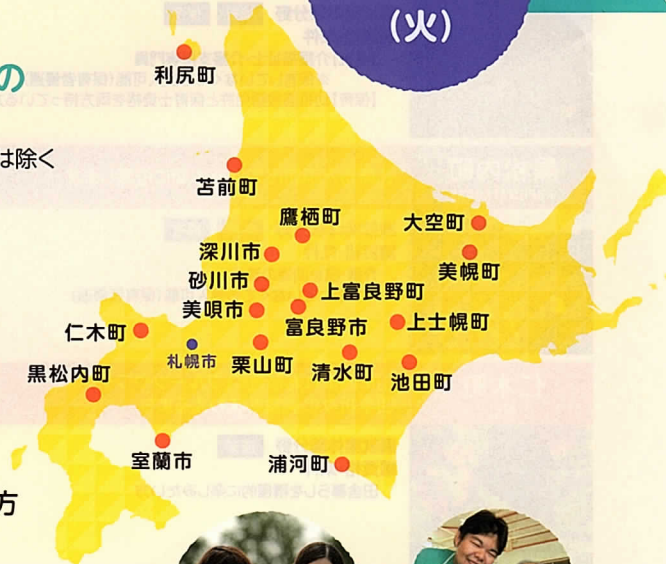 (火)
の
利尻町
は除く
苫前町
鷹栖町
大空町
深川市
美幌町
砂川市
上富良野町
美唄市
富良野市
上士幌町
仁木町
札幌市
栗山町
清水町
池田町
黒松内町
室蘭市
浦河町
方